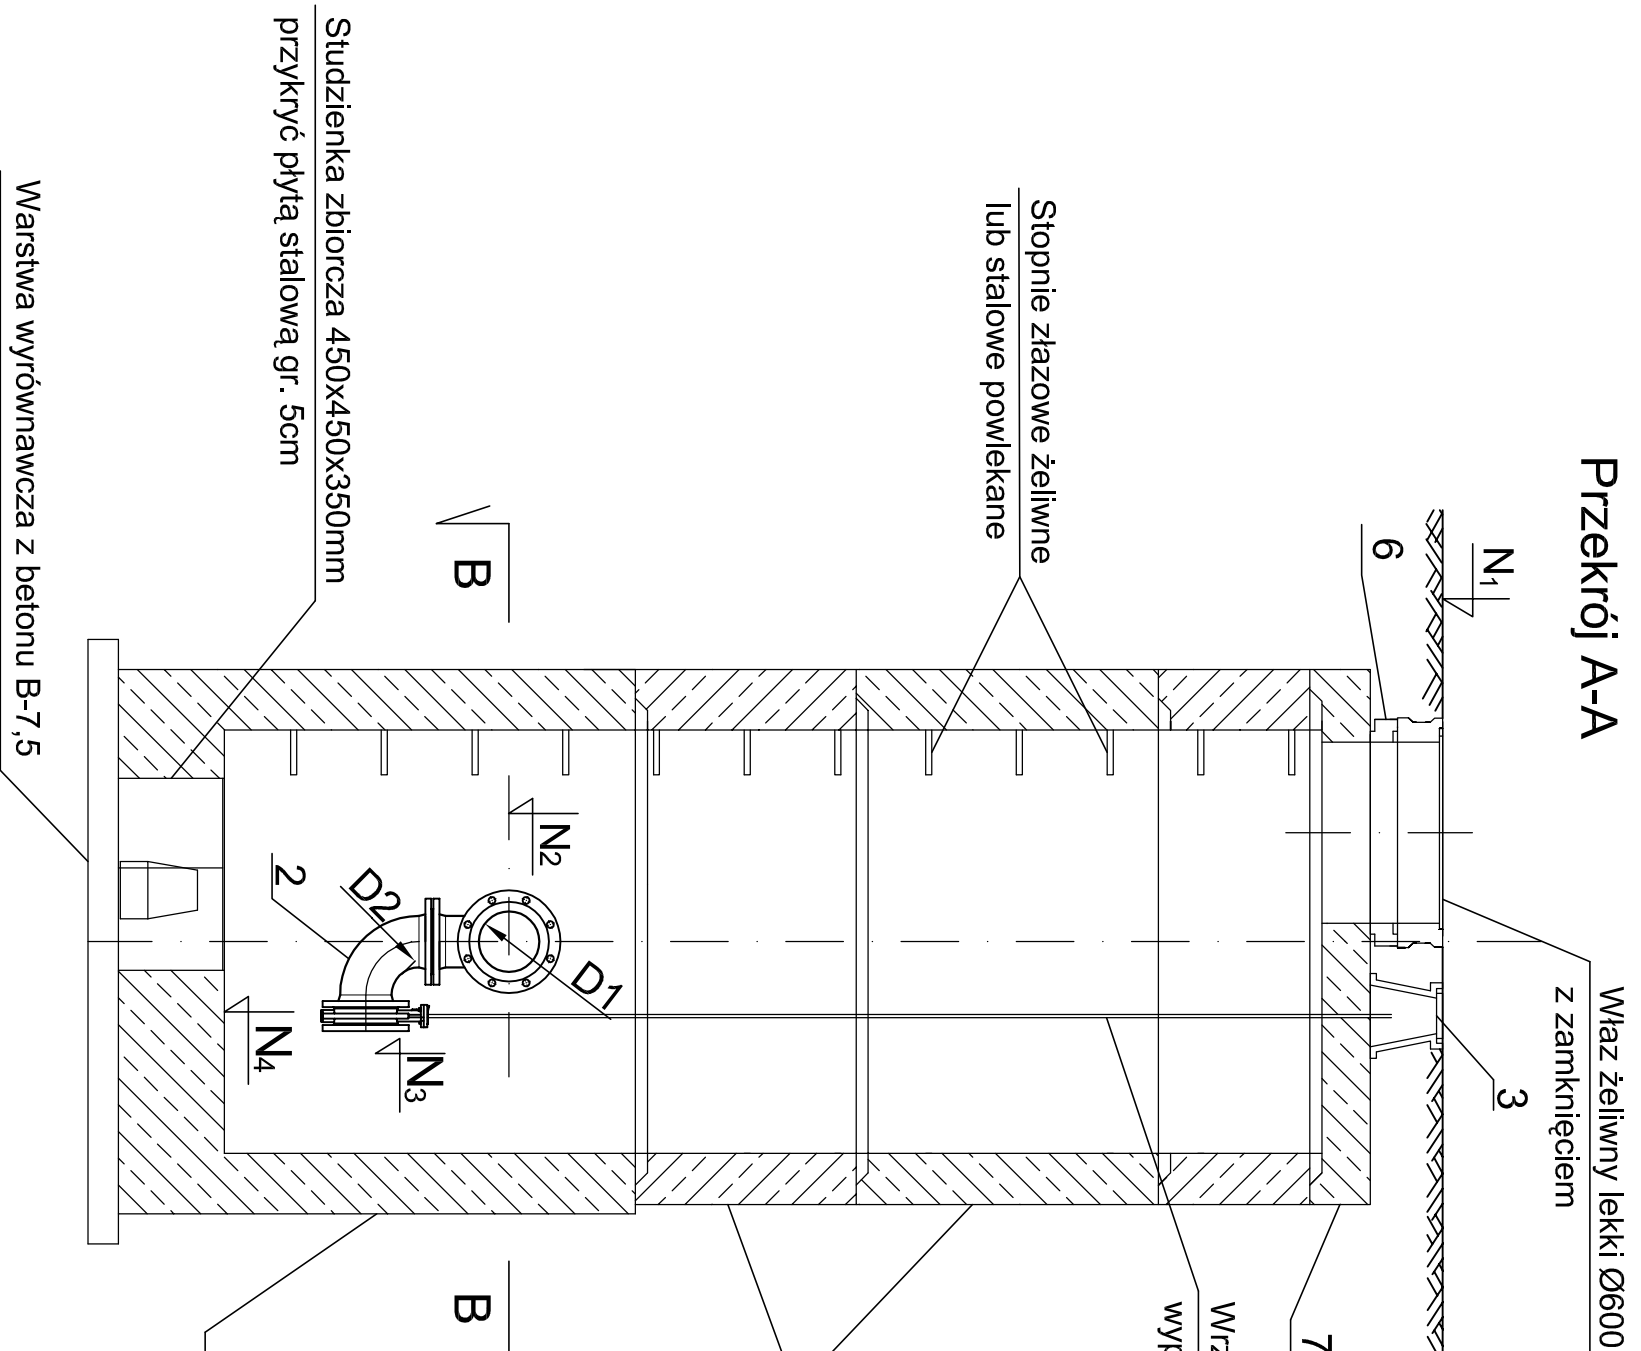 Przekrój A-A
N1
6
Właz żeliwny lekki Ø600
z zamknięciem
3
7
Stopnie złazowe żeliwne
lub stalowe powlekane
B
N2
D1
D2
2
N3
N4
B
Studzienka zbiorcza 450x450x350mm
przykryć płytą stalową gr. 5cm
Warstwa wyrównawcza z betonu B-7,5